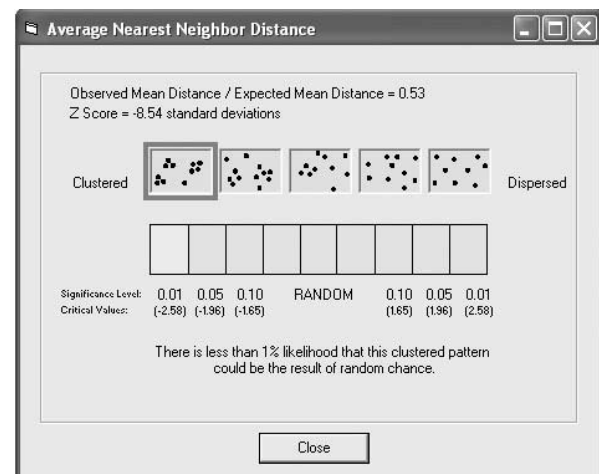 Average Nearest Neighbor Distance
Observed Mean Distance / Expected Mean Distance = 0.53
Z Score = -8.54 standard deviations
Clustered
Dispersed
Significance Level: 0.01 0.05 0.10 RANDOM 0.10 0.05 0.01
Critical Values: (-2.58) (-1.96) (-1.65) (1.65) (1.96) (2.58)
There is less than 1% likelihood that this clustered pattern
could be the result of random chance.
Close